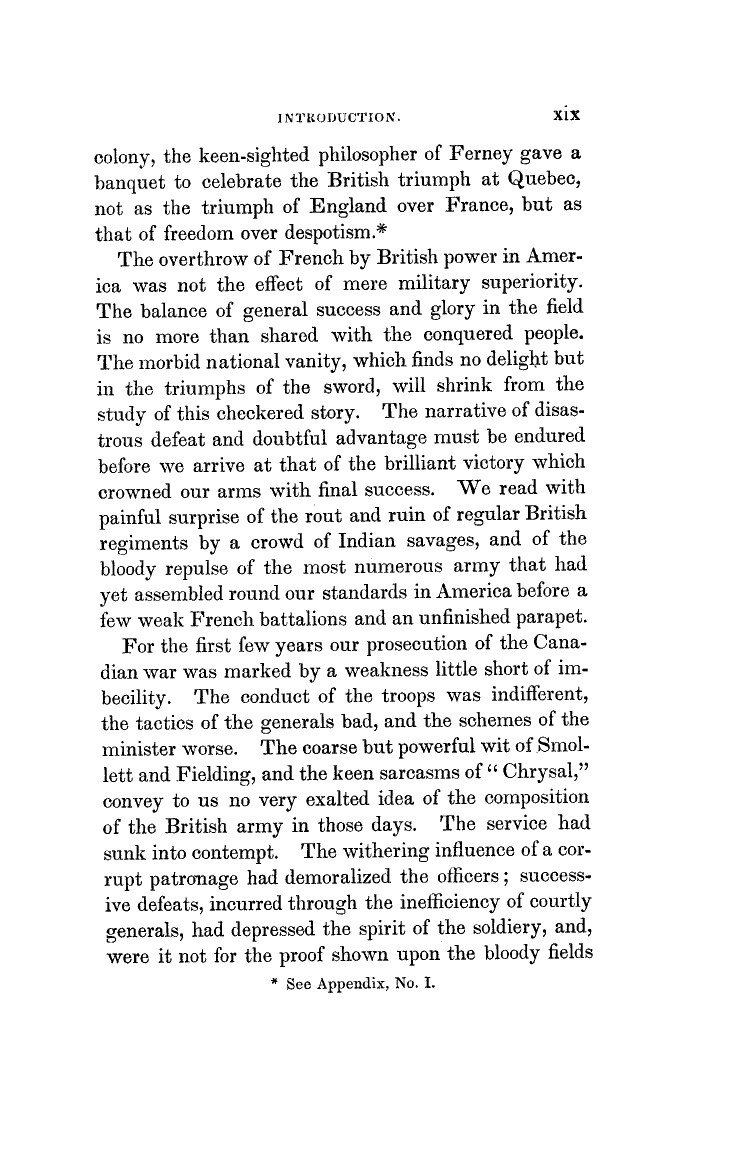 INTRODUCTION. xix
colony, the keen-sighted philosopher of Ferney gave a
banquet to celebrate the British triumph at Quebec,
not as the triumph of England over France, but as
that of freedom over despotism.*
The overthrow of French by British power in Amer-
ica was not the effect of mere military superiority.
The balance of general success and glory in the field
is no more than shared with the conquered people.
The morbid national vanity, which finds no delight but
in the triumphs of the sword, will shrink from the
study of this checkered story. The narrative of disas-
trous defeat and doubtful advantage must be endured
before we arrive at that of the brilliant victory which
crowned our arms with final success. We read with
painful surprise of the rout and ruin of regular British
regiments by a crowd of Indian savages, and of the
bloody repulse of the most numerous army that had
yet assembled round our standards in America before a
few weak French battalions and an unfinished parapet.
For the first few years our prosecution of the Cana-
dian war was marked by a weakness little short of im-
becility. The conduct of the troops was indifferent,
the tactics of the generals bad, and the schemes of the
minister worse. The coarse but powerful wit of Smol-
lett and Fielding, and the keen sarcasms of “ Chrysal,”
convey to us no very exalted idea of the composition
of the British army in those days. The service had
sunk into contempt. The withering influence of a cor-
rupt patronage had demoralized the officers; success-
ive defeats, incurred through the inefficiency of courtly
generals, had depressed the spirit of the soldiery, and,
were it not for the proof shown upon the bloody fields
* See Appendix, No. I.